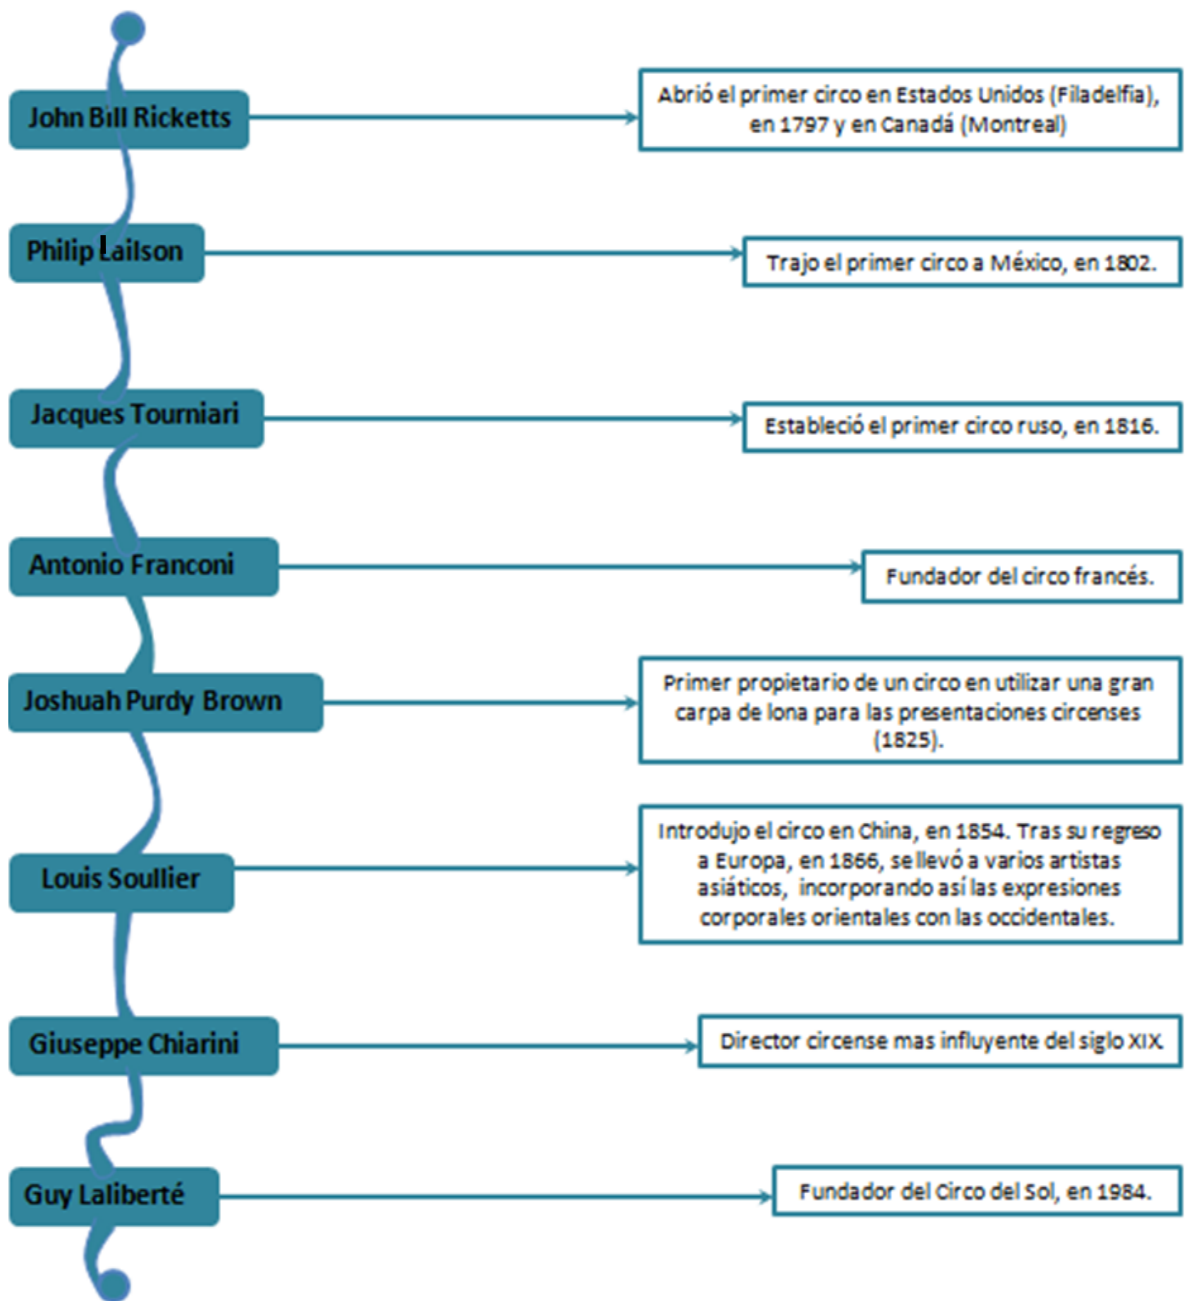 John Bill Ricketts
Abrió el primer circo en Estados Unidos (Filadelfia),
en 1797 y en Canadá (Montreal)
Philip Lailson
Trajo el primer circo a México, en 1802.
Jacques Tourniari
Estableció el primer circo ruso, en 1816.
Antonio Franconi
Fundador del circo francés.
Joshuah Purdy Brown
Primer propietario de un circo en utilizar una gran
carpa de lona para las presentaciones circenses
(1825).
Louis Soullier
Introdujo el circo en China, en 1854. Tras su regreso
a Europa, en 1866, se llevó a varios artistas
asiáticos, incorporando así las expresiones
corporales orientales con las occidentales.
Giuseppe Chiarini
Director circense mas influyente del siglo XIX
Guy Laliberté
Fundador del Circo del Sol, en 1984.